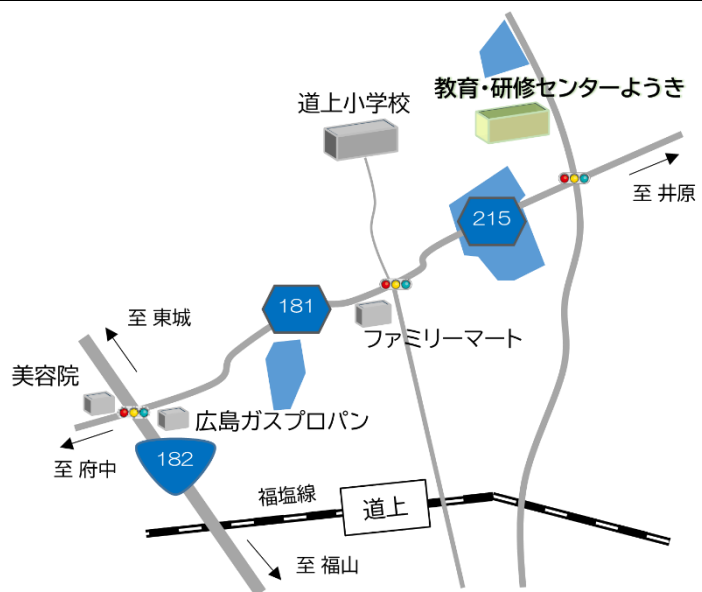 教育・研修センターようき
道上小学校
至 井原
215
181
ファミリーマート
至 東城
美容院
広島ガスプロパン
至 府中
182
福塩線
道上
至 福山